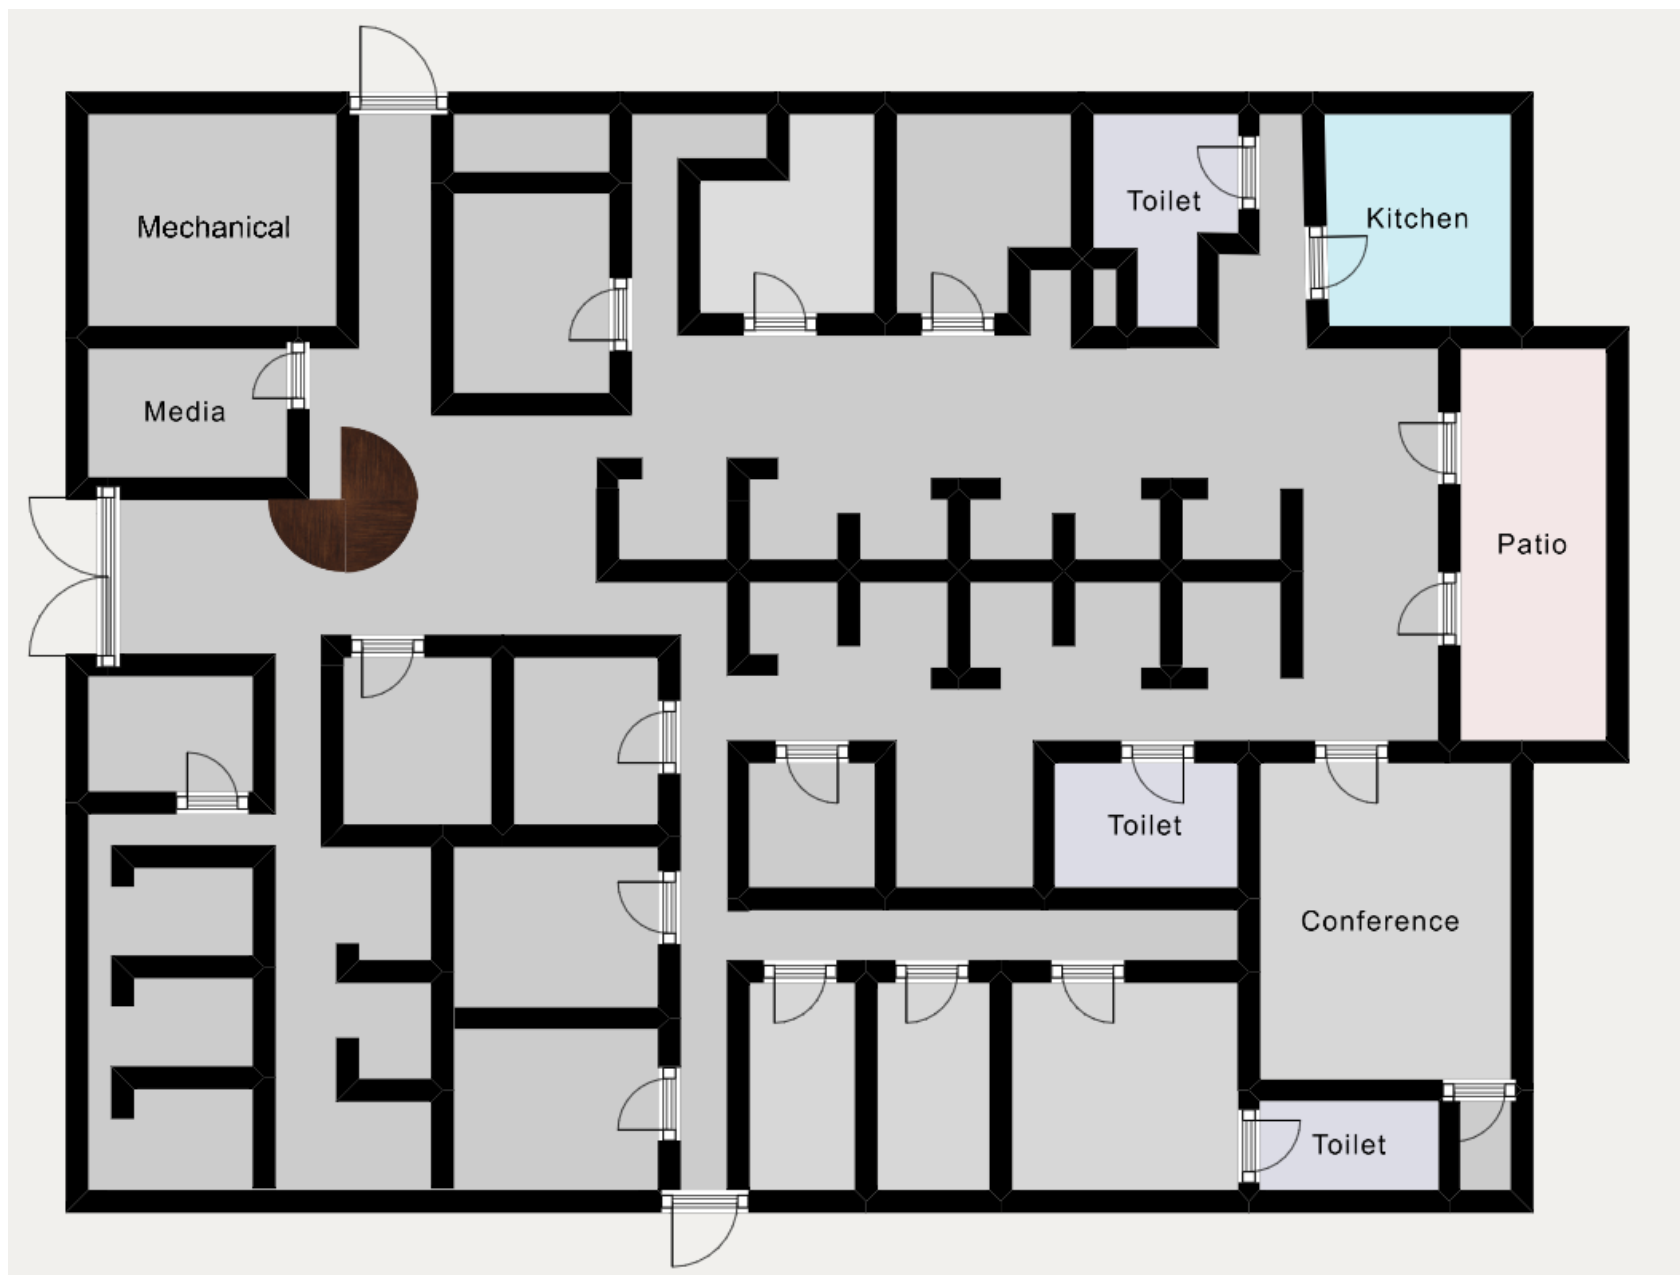 Mechanical
Toilet
Kitchen
Media
Patio
Toilet
Conference
Toilet